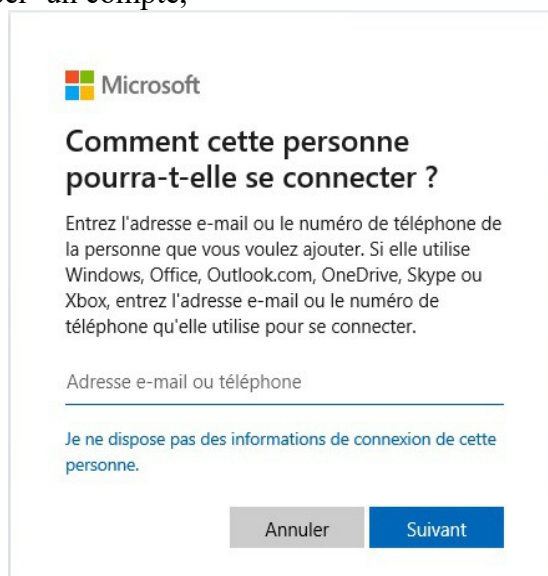 un compte,
Microsoft
Comment cette personne
pourra-t-elle se connecter ?
Entrez l'adresse e-mail ou le numéro de téléphone de
la personne que vous voulez ajouter. Si elle utilise
Windows, Office, Outlook.com, OneDrive, Skype ou
Xbox, entrez l'adresse e-mail ou le numéro de
téléphone qu'elle utilise pour se connecter.
Adresse e-mail ou téléphone
Je ne dispose pas des informations de connexion de cette
personne.
Annuler Suivant